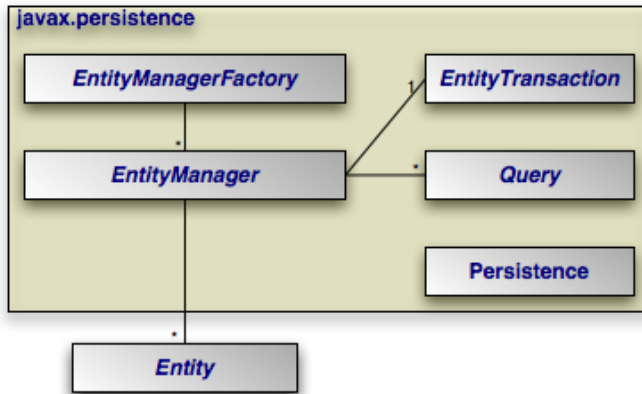 javax.persistence
EntityManagerFactory
EntityTransaction
1
*
EntityManager
*
Query
Persistence
*
Entity